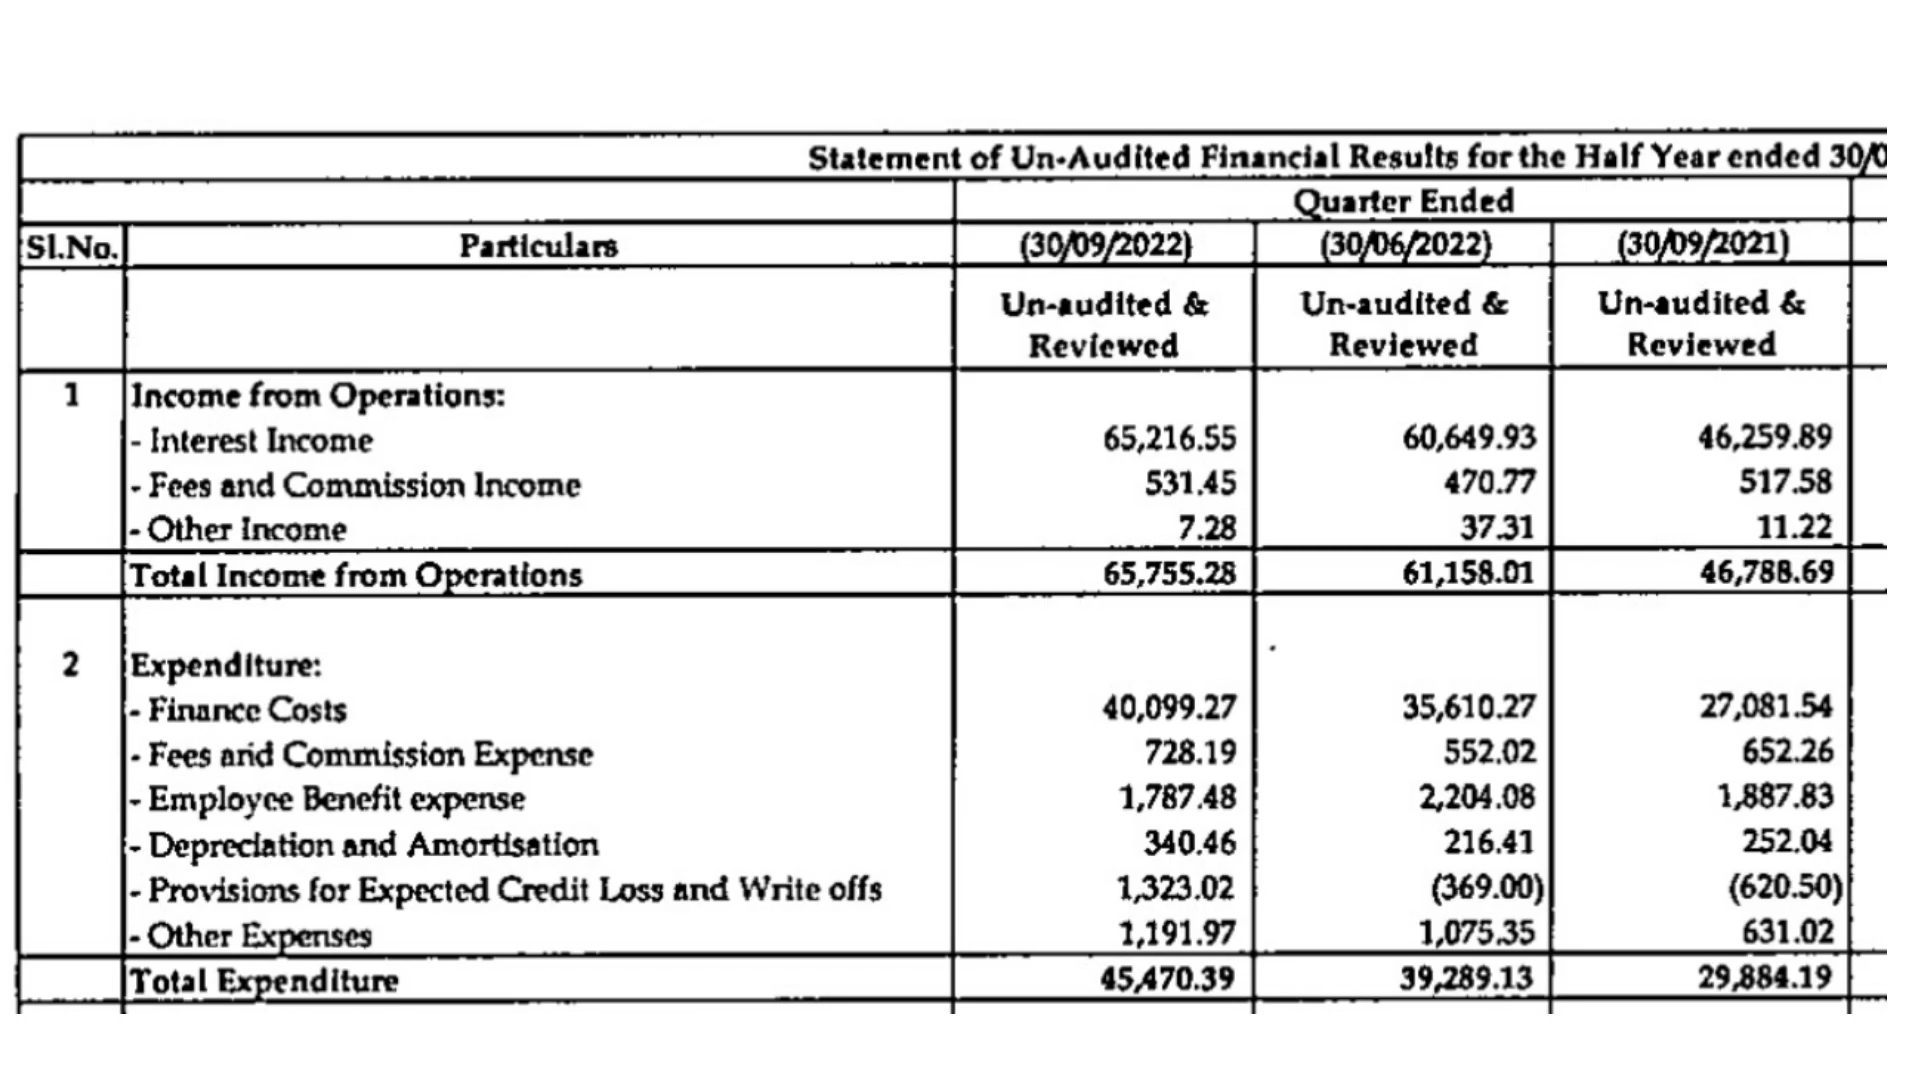 Statement of Un-Audited Financial Results for the Half Year ended 30/0
Quarter Ended
Sl.No. Particulars (30/09/2022) (30/06/2022) (30/09/2021)
Un-audited & Un-audited & Un-audited &
Reviewed Reviewed Reviewed
1 Income from Operations:
- Interest Income 65,216.55 60,649.93 46,259.89
- Fees and Commission Income 531.45 470.77 517.58
- Other Income 7.28 37.31 11.22
Total Income from Operations 65,755.28 61,158.01 46,788.69
2 Expenditure:
- Finance Costs 40,099.27 35,610.27 27,081.54
- Fees and Commission Expense 728.19 552.02 652.26
- Employee Benefit expense 1,787.48 2,204.08 1,887.83
- Depreciation and Amortisation 340.46 216.41 252.04
- Provisions for Expected Credit Loss and Write offs 1,323.02 (369.00) (620.50)
- Other Expenses 1,191.97 1,075.35 631.02
Total Expenditure 45,470.39 39,289.13 29,884.19